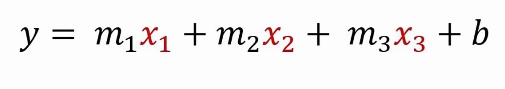 y = m₁x₁ + m₂x₂ + m₃x₃ + b